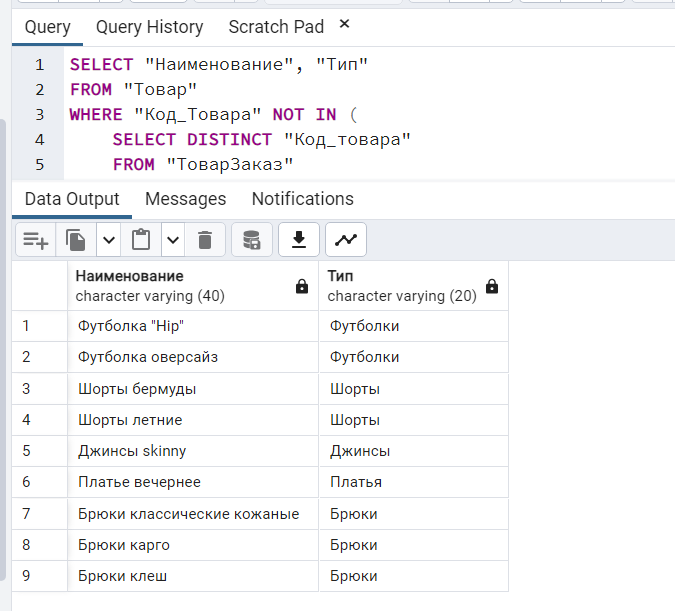 Query Query History Scratch Pad ×
1 SELECT "Наименование", "Тип"
2 FROM "Товар"
3 WHERE "Код_Товара" NOT IN (
4 SELECT DISTINCT "Код_товара"
5 FROM "ТоварЗаказ"
Data Output Messages Notifications
Наименование Тип
character varying (40) character varying (20)
1 Футболка "Hip" Футболки
2 Футболка оверсайз Футболки
3 Шорты бермуды Шорты
4 Шорты летние Шорты
5 Джинсы skinny Джинсы
6 Платье вечернее Платья
7 Брюки классические кожаные Брюки
8 Брюки карго Брюки
9 Брюки клеш Брюки